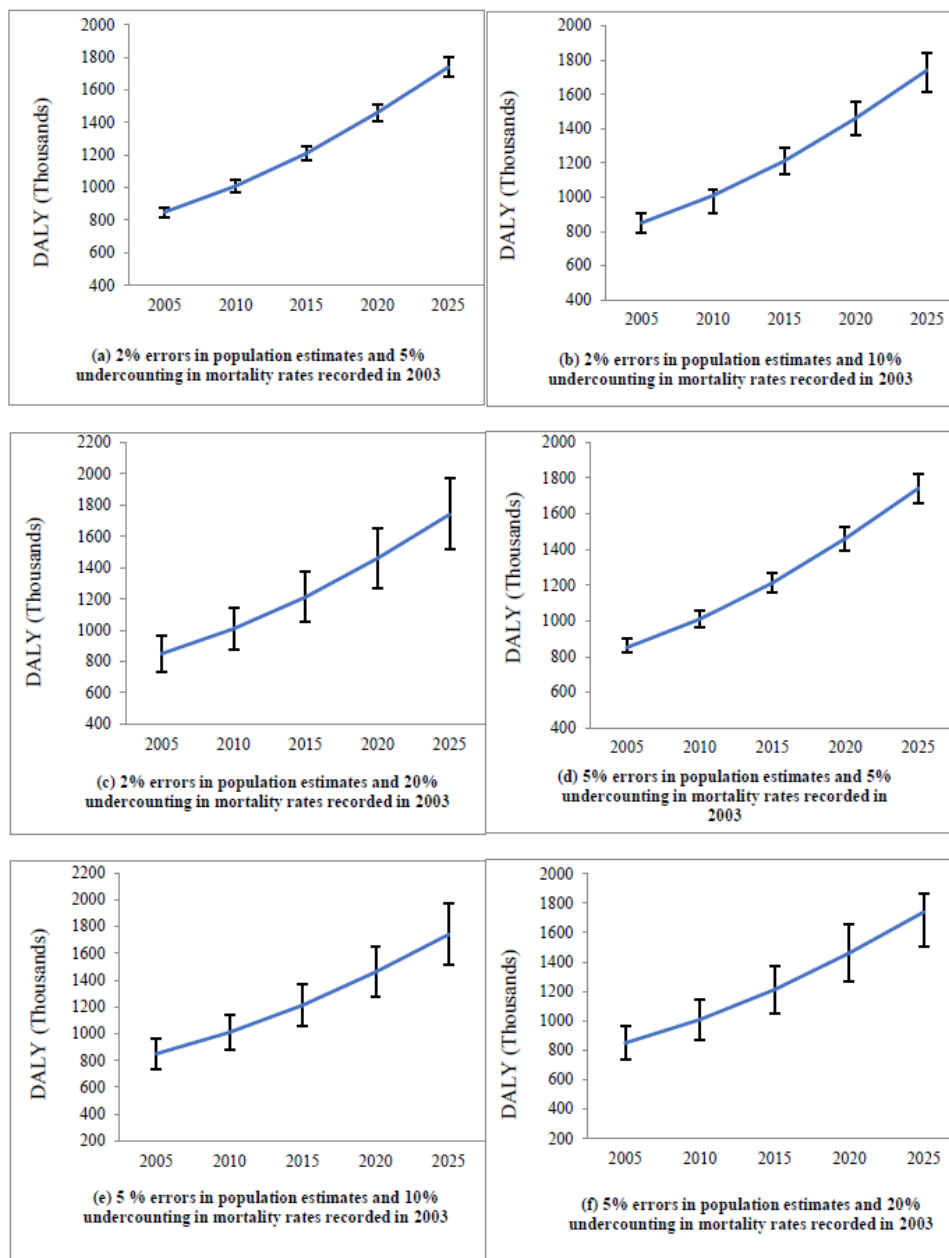 2000
1800
1600
1400
1200
1000
800
600
400
DALY (Thousands)
2005 2010 2015 2020 2025
(a) 2% errors in population estimates and 5%
undercounting in mortality rates recorded in 2003
2000
1800
1600
1400
1200
1000
800
600
400
DALY (Thousands)
2005 2010 2015 2020 2025
(b) 2% errors in population estimates and 10%
undercounting in mortality rates recorded in 2003
2200
2000
1800
1600
1400
1200
1000
800
600
400
DALY (Thousands)
2005 2010 2015 2020 2025
(c) 2% errors in population estimates and 20%
undercounting in mortality rates recorded in 2003
2000
1800
1600
1400
1200
1000
800
600
400
DALY (Thousands)
2005 2010 2015 2020 2025
(d) 5% errors in population estimates and 5%
undercounting in mortality rates recorded in
2003
2200
2000
1800
1600
1400
1200
1000
800
600
400
200
DALY (Thousands)
2005 2010 2015 2020 2025
(e) 5 % errors in population estimates and 10%
undercounting in mortality rates recorded in 2003
2000
1800
1600
1400
1200
1000
800
600
400
200
DALY (Thousands)
2005 2010 2015 2020 2025
(f) 5% errors in population estimates and 20%
undercounting in mortality rates recorded in 2003